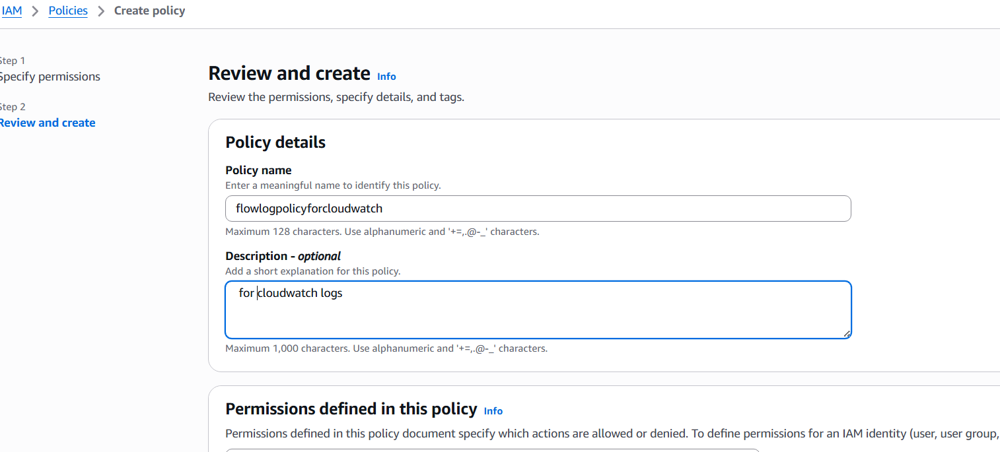 IAM > Policies > Create policy
Step 1
Specify permissions
Step 2
Review and create
Review and create Info
Review the permissions, specify details, and tags.
Policy details
Policy name
Enter a meaningful name to identify this policy.
flowlogpolicyforcloudwatch
Maximum 128 characters. Use alphanumeric and '+=,.@-_' characters.
Description - optional
Add a short explanation for this policy.
for cloudwatch logs
Maximum 1,000 characters. Use alphanumeric and '+=,.@-_' characters.
Permissions defined in this policy Info
Permissions defined in this policy document specify which actions are allowed or denied. To define permissions for an IAM identity (user, user group,